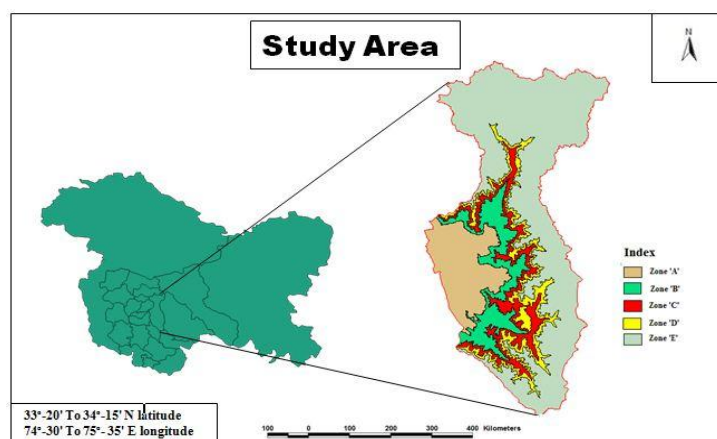 Study Area
N
Index
Zone 'A'
Zone 'B'
Zone 'C'
Zone 'D'
Zone 'E'
33°-20' To 34°-15' N latitude
74°-30' To 75°- 35' E longitude
100 0 100 200 300 400 Kilometers